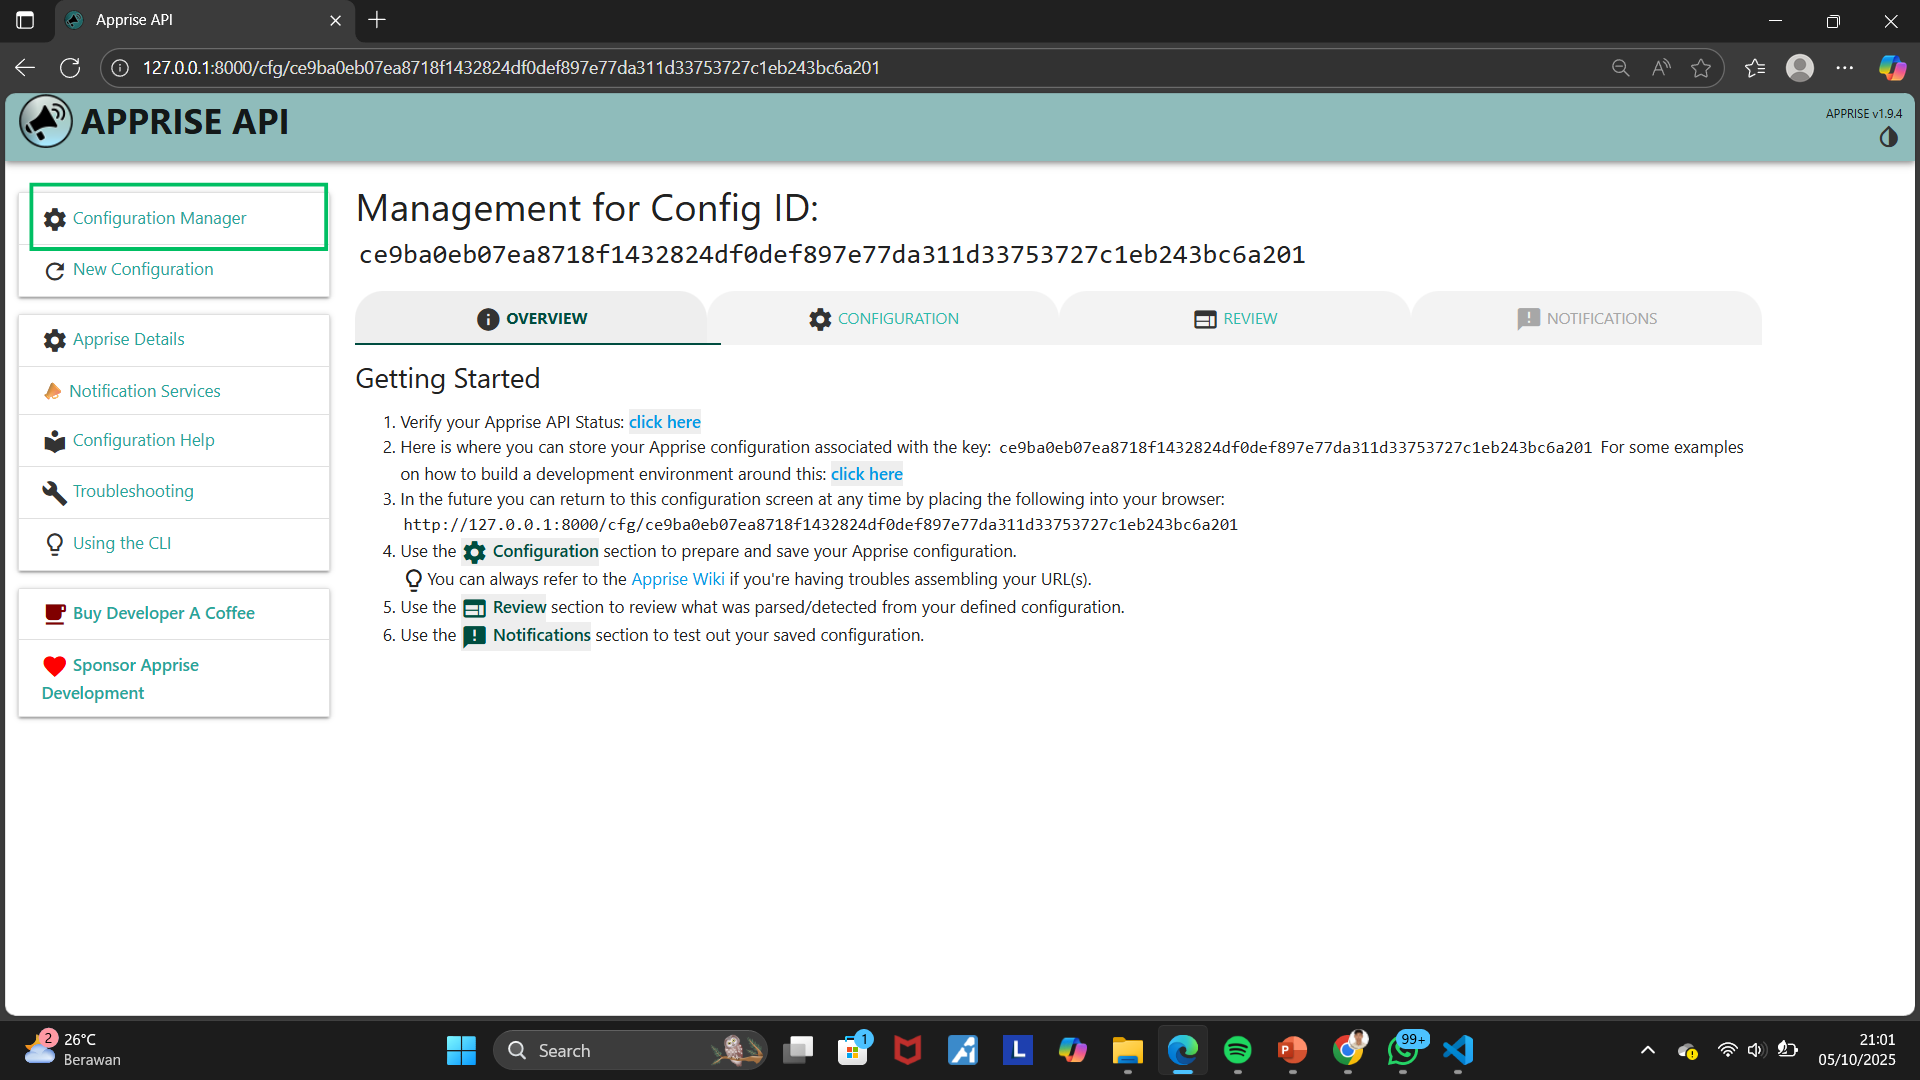 Apprise API
127.0.0.1:8000/cfg/ce9ba0eb07ea8718f1432824df0def897e77da311d33753727c1eb243bc6a201
APPRISE API
APPRISE v1.9.4
Configuration Manager
New Configuration
Apprise Details
Notification Services
Configuration Help
Troubleshooting
Using the CLI
Buy Developer A Coffee
Sponsor Apprise
Development
Management for Config ID:
ce9ba0eb07ea8718f1432824df0def897e77da311d33753727c1eb243bc6a201
OVERVIEW
CONFIGURATION
REVIEW
NOTIFICATIONS
Getting Started
1. Verify your Apprise API Status: click here
2. Here is where you can store your Apprise configuration associated with the key: ce9ba0eb07ea8718f1432824df0def897e77da311d33753727c1eb243bc6a201 For some examples
on how to build a development environment around this: click here
3. In the future you can return to this configuration screen at any time by placing the following into your browser:
http://127.0.0.1:8000/cfg/ce9ba0eb07ea8718f1432824df0def897e77da311d33753727c1eb243bc6a201
4. Use the Configuration section to prepare and save your Apprise configuration.
You can always refer to the Apprise Wiki if you're having troubles assembling your URL(s).
5. Use the Review section to review what was parsed/detected from your defined configuration.
6. Use the Notifications section to test out your saved configuration.
2
26°C
Berawan
Search
1
L
99+
21:01
05/10/2025